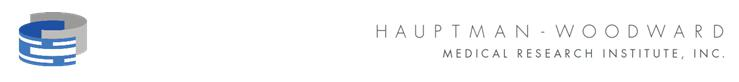 HAUPTMAN-WOODWARD
MEDICAL RESEARCH INSTITUTE, INC.